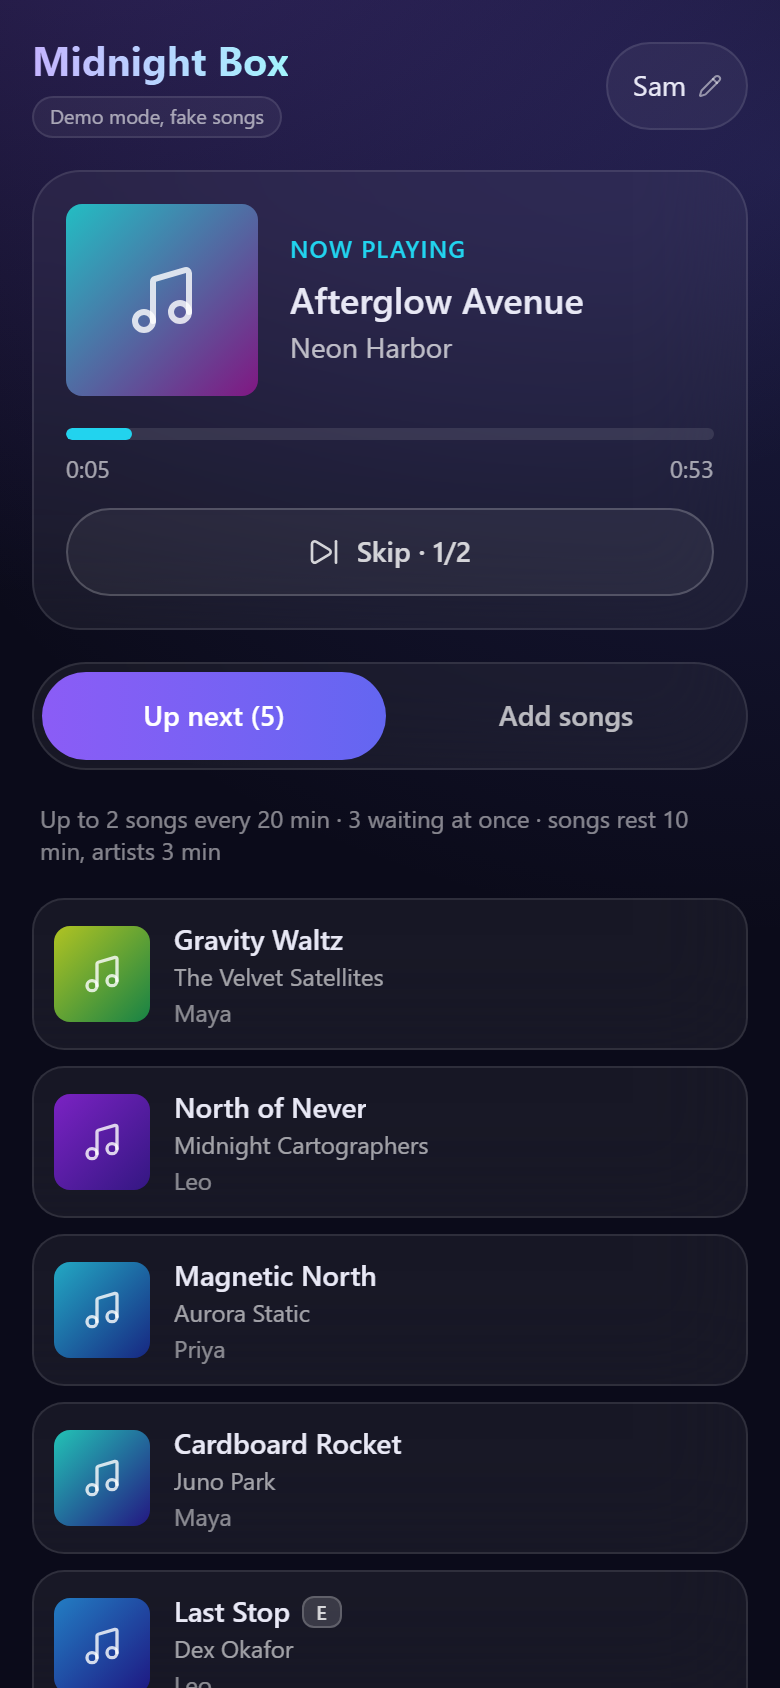 Midnight Box
Demo mode, fake songs
Sam
NOW PLAYING
Afterglow Avenue
Neon Harbor
0:05
0:53
Skip · 1/2
Up next (5)
Add songs
Up to 2 songs every 20 min · 3 waiting at once · songs rest 10
min, artists 3 min
Gravity Waltz
The Velvet Satellites
Maya
North of Never
Midnight Cartographers
Leo
Magnetic North
Aurora Static
Priya
Cardboard Rocket
Juno Park
Maya
Last Stop E
Dex Okafor
Leo